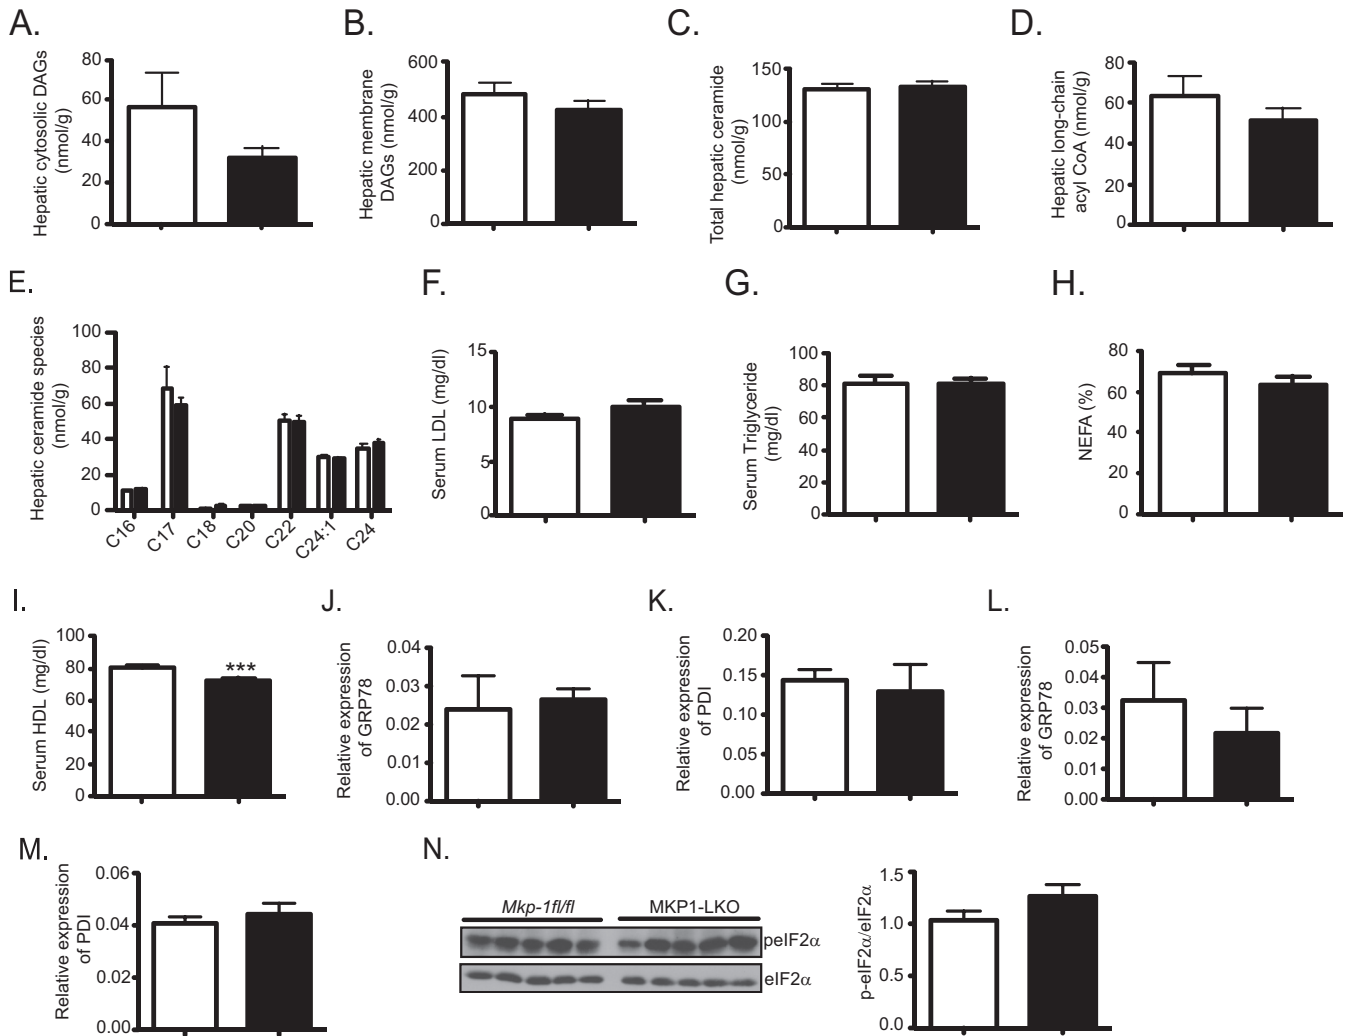 A.
Hepatic cytosolic DAGs
(nmol/g)
80
60
40
20
0
B.
Hepatic membrane
DAGs (nmol/g)
600
400
200
0
C.
Total hepatic ceramide
(nmol/g)
150
100
50
0
D.
Hepatic long-chain
acyl CoA (nmol/g)
80
60
40
20
0
E.
Hepatic ceramide species
(nmol/g)
100
80
60
40
20
0
C16
C17
C18
C20
C22
C24:1
C24
F.
Serum LDL (mg/dl)
15
10
5
0
G.
Serum Triglyceride
(mg/dl)
100
80
60
40
20
0
H.
NEFA (%)
80
60
40
20
0
I.
Serum HDL (mg/dl)
100
80
60
40
20
0
***
J.
Relative expression
of GRP78
0.04
0.03
0.02
0.01
0.00
K.
Relative expression
of PDI
0.20
0.15
0.10
0.05
0.00
L.
Relative expression
of GRP78
0.05
0.04
0.03
0.02
0.01
0.00
M.
Relative expression
of PDI
0.06
0.04
0.02
0.00
N.
Mkp-1fl/fl
MKP1-LKO
peIF2α
eIF2α
p-eIF2α/eIF2α
1.5
1.0
0.5
0.0